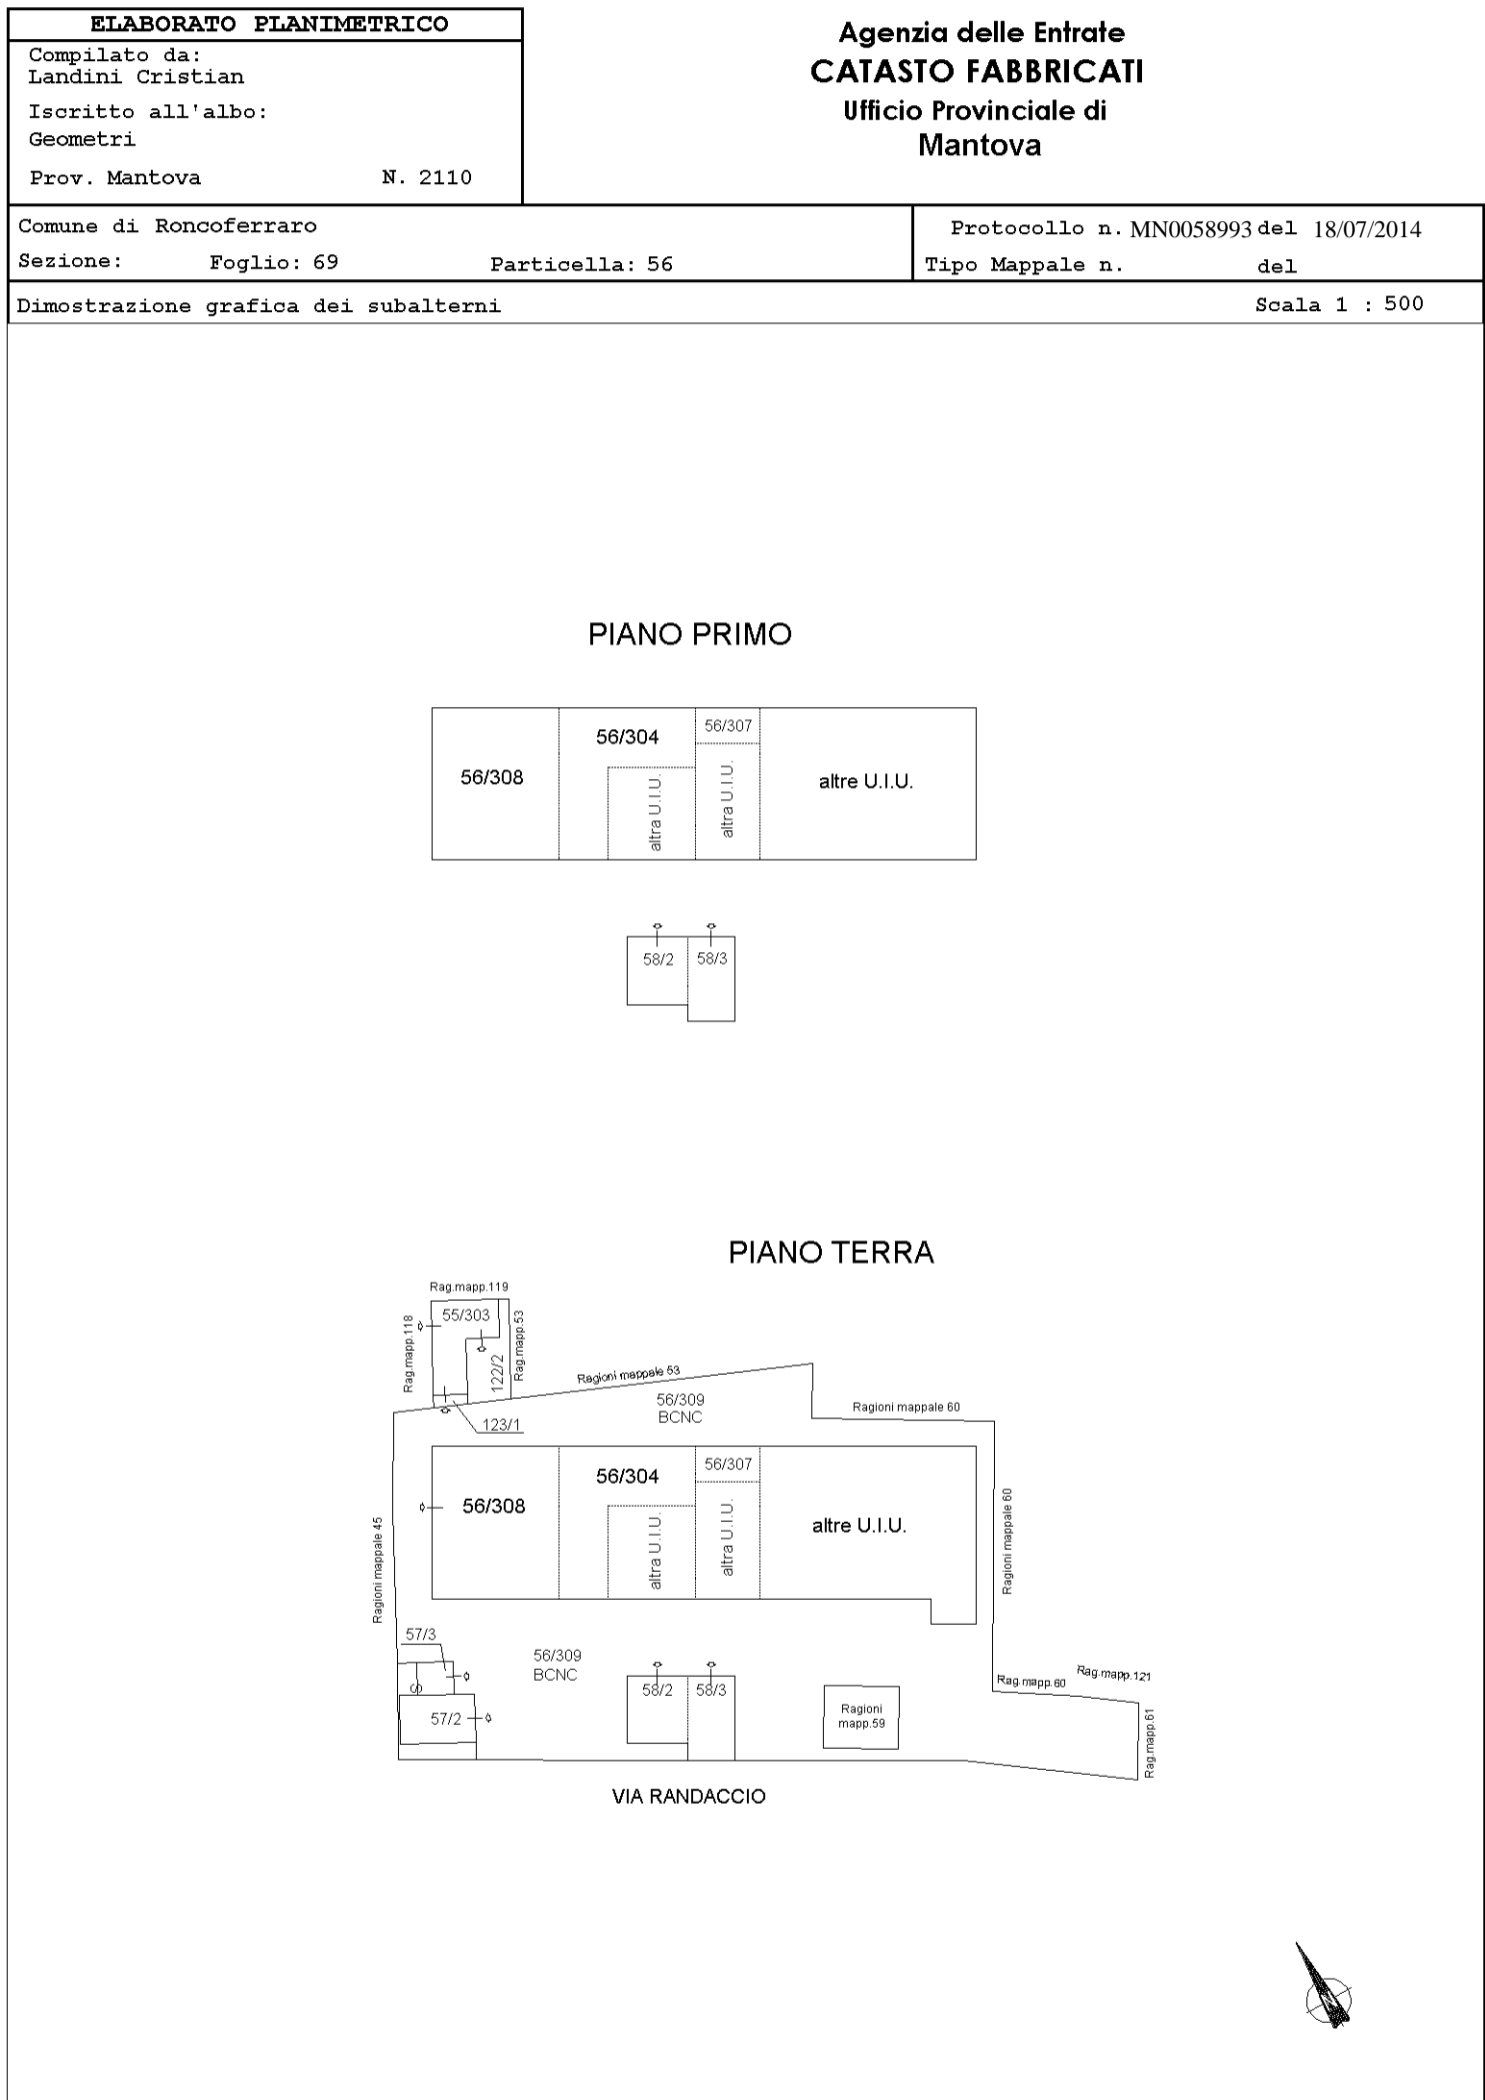 ELABORATO PLANIMETRICO
Compilato da:
Landini Cristian
Iscritto all'albo:
Geometri
Prov. Mantova N. 2110
Agenzia delle Entrate
CATASTO FABBRICATI
Ufficio Provinciale di
Mantova
Comune di Roncoferraro
Sezione: Foglio: 69 Particella: 56
Protocollo n. MN0058993 del 18/07/2014
Tipo Mappale n. del
Dimostrazione grafica dei subalterni Scala 1 : 500
PIANO PRIMO
56/308
56/304
altra U.I.U.
56/307
altra U.I.U.
altre U.I.U.
58/2
58/3
PIANO TERRA
Rag.mapp.119
Rag.mapp.118
55/303
Rag.mapp.53
122/2
123/1
Ragioni mappale 53
56/309
BCNC
Ragioni mappale 60
Ragioni mappale 45
56/308
56/304
altra U.I.U.
56/307
altra U.I.U.
altre U.I.U.
Ragioni mappale 60
57/3
S
57/2
56/309
BCNC
58/2
58/3
Ragioni
mapp.59
Rag.mapp.60
Rag.mapp.121
Rag.mapp.61
VIA RANDACCIO